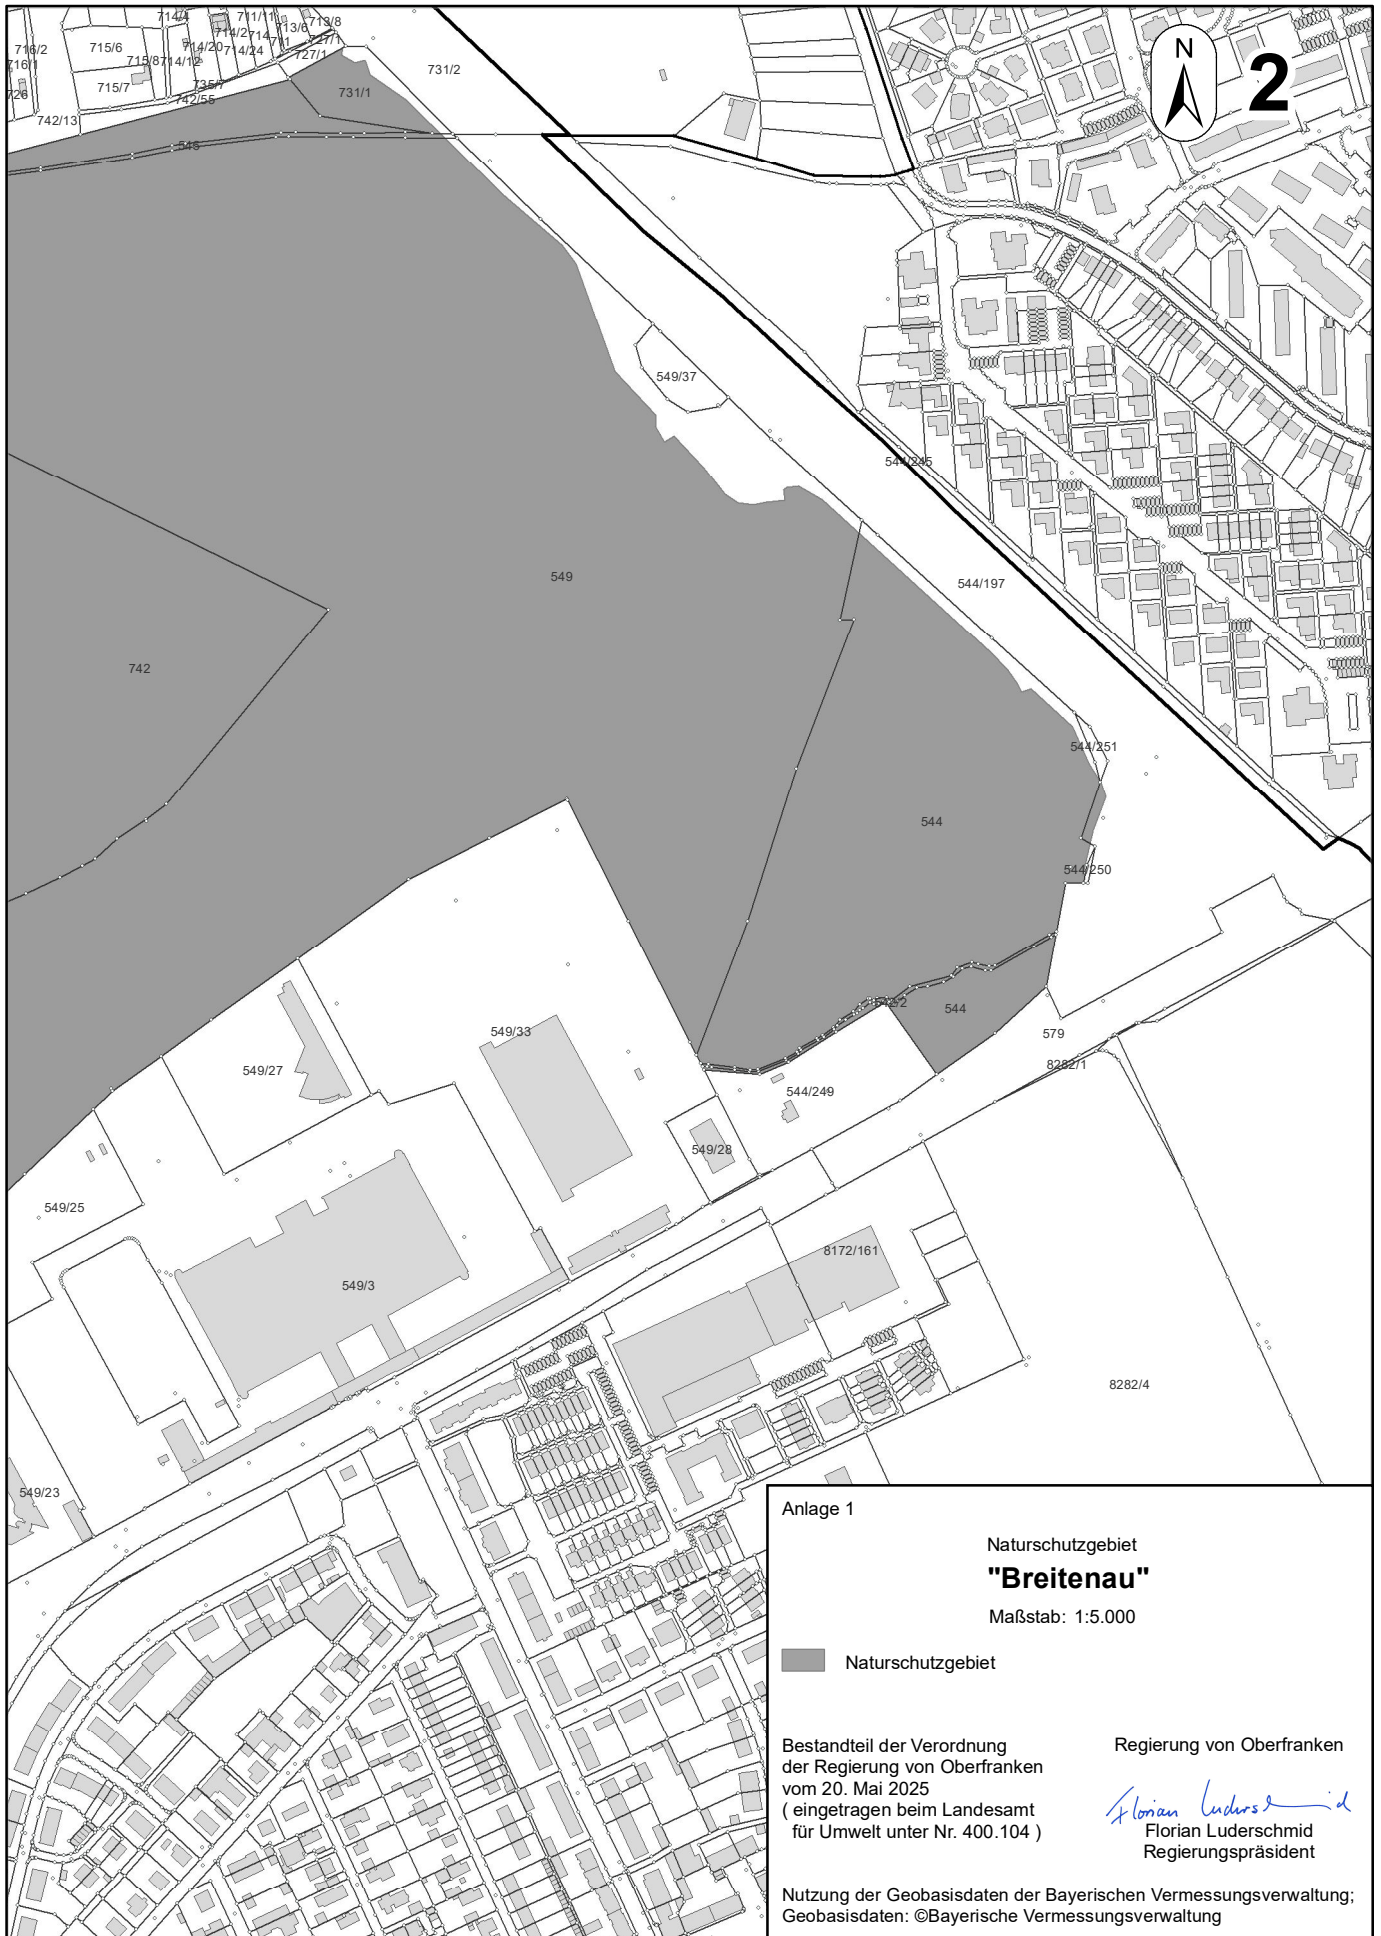 714/4
711/11
713/6
713/8
716/2
715/6
714/2
714
711
727/1
716/1
715/8
714/20
714/12
714/24
727/1
731/2
726
715/7
735/7
742/55
731/1
742/13
N
2
549/37
544/245
549
544/197
742
544/251
544
544/250
544
549/33
579
549/27
8282/1
544/249
549/28
549/25
8172/161
549/3
8282/4
549/23
Anlage 1
Naturschutzgebiet
"Breitenau"
Maßstab: 1:5.000
Naturschutzgebiet
Bestandteil der Verordnung
der Regierung von Oberfranken
vom 20. Mai 2025
( eingetragen beim Landesamt
für Umwelt unter Nr. 400.104 )
Regierung von Oberfranken
Florian Luderschmid
Florian Luderschmid
Regierungspräsident
Nutzung der Geobasisdaten der Bayerischen Vermessungsverwaltung;
Geobasisdaten: ©Bayerische Vermessungsverwaltung